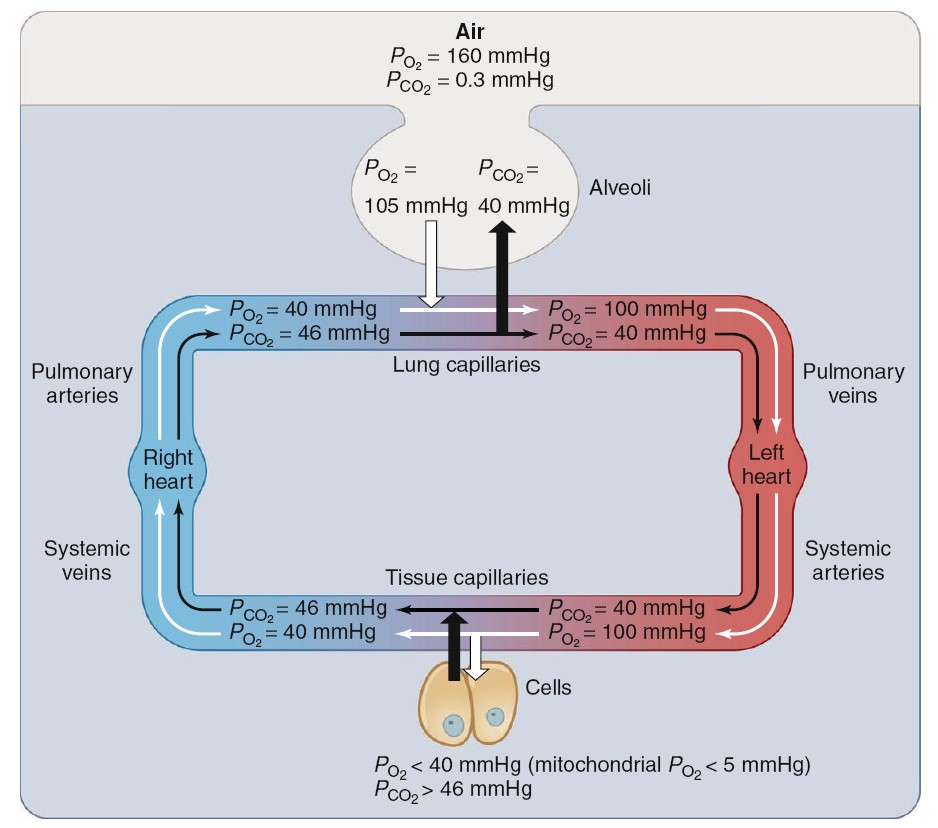 Air
PO₂ = 160 mmHg
PCO₂ = 0.3 mmHg
PO₂ =
105 mmHg
PCO₂ =
40 mmHg
Alveoli
PO₂ = 40 mmHg
PCO₂ = 46 mmHg
PO₂ = 100 mmHg
PCO₂ = 40 mmHg
Lung capillaries
Pulmonary
arteries
Pulmonary
veins
Right
heart
Left
heart
Systemic
veins
Systemic
arteries
Tissue capillaries
PCO₂ = 46 mmHg
PO₂ = 40 mmHg
PCO₂ = 40 mmHg
PO₂ = 100 mmHg
Cells
PO₂ < 40 mmHg (mitochondrial PO₂ < 5 mmHg)
PCO₂ > 46 mmHg